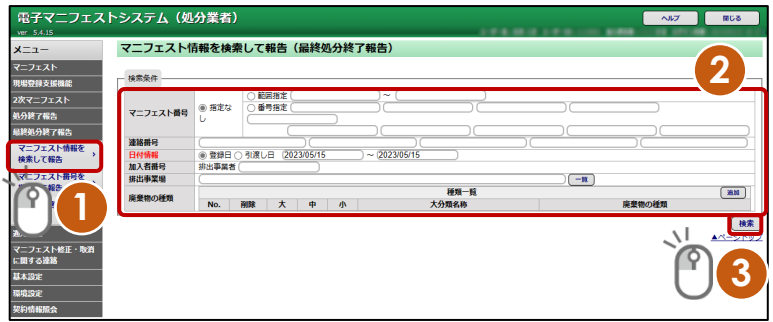 電子マニフェストシステム（処分業者）
ヘルプ
閉じる
ver 5.4.15
メニュー
マニフェスト情報を検索して報告（最終処分終了報告）
マニフェスト
現場登録支援機能
2次マニフェスト
処分終了報告
最終処分終了報告
マニフェスト情報を
検索して報告
マニフェスト番号を
基本設定
環境設定
契約情報照会
マニフェスト修正・取消
に関する連絡
1
検索条件
2
マニフェスト番号
指定なし
範囲指定 ～
番号指定
連絡番号
日付情報 登録日 引渡し日 2023/05/15 ～ 2023/05/15
加入者番号 排出事業者
排出事業場 一覧
廃棄物の種類 種類一覧 追加
No. 削除 大 中 小 大分類名称 廃棄物の種類
検索
▲ページトップ
3